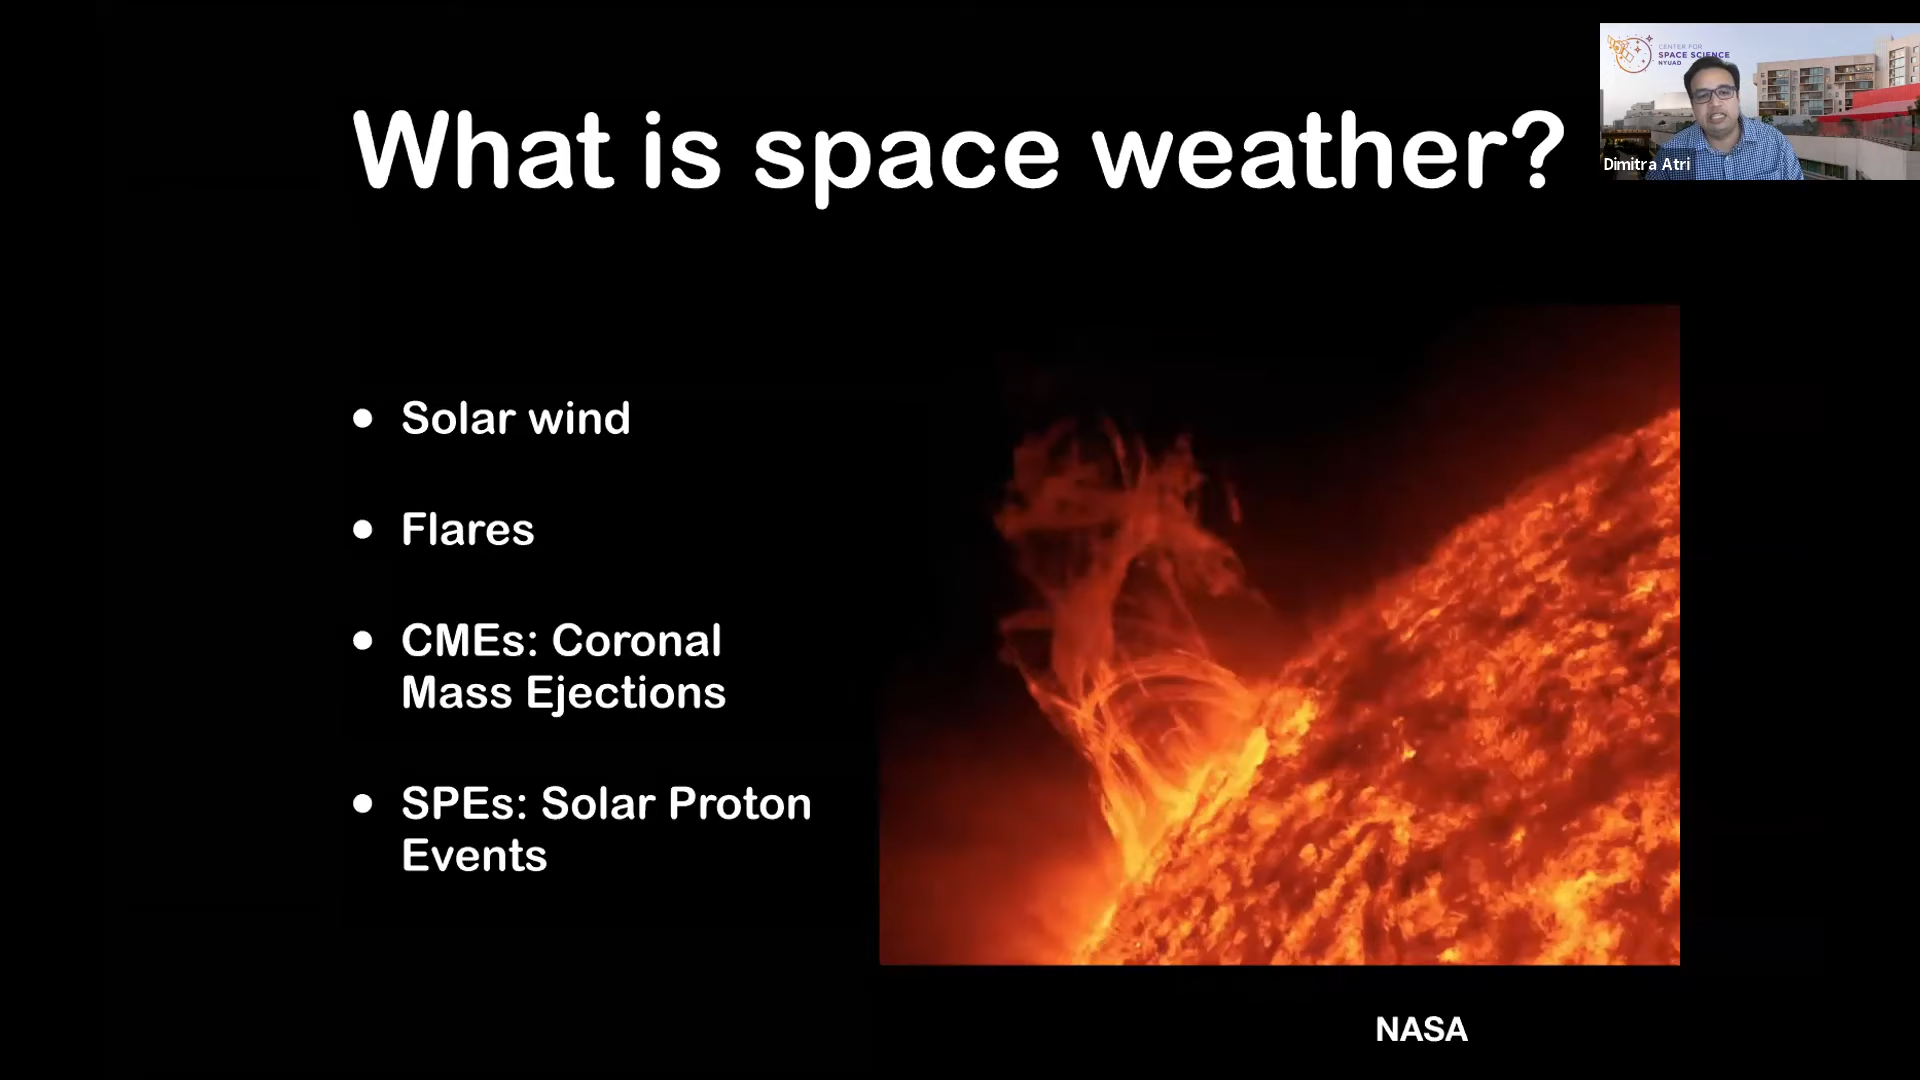 What is space weather?
CENTER FOR
SPACE SCIENCE
NYUAD
Dimitra Atri
• Solar wind
• Flares
• CMEs: Coronal
Mass Ejections
• SPEs: Solar Proton
Events
NASA